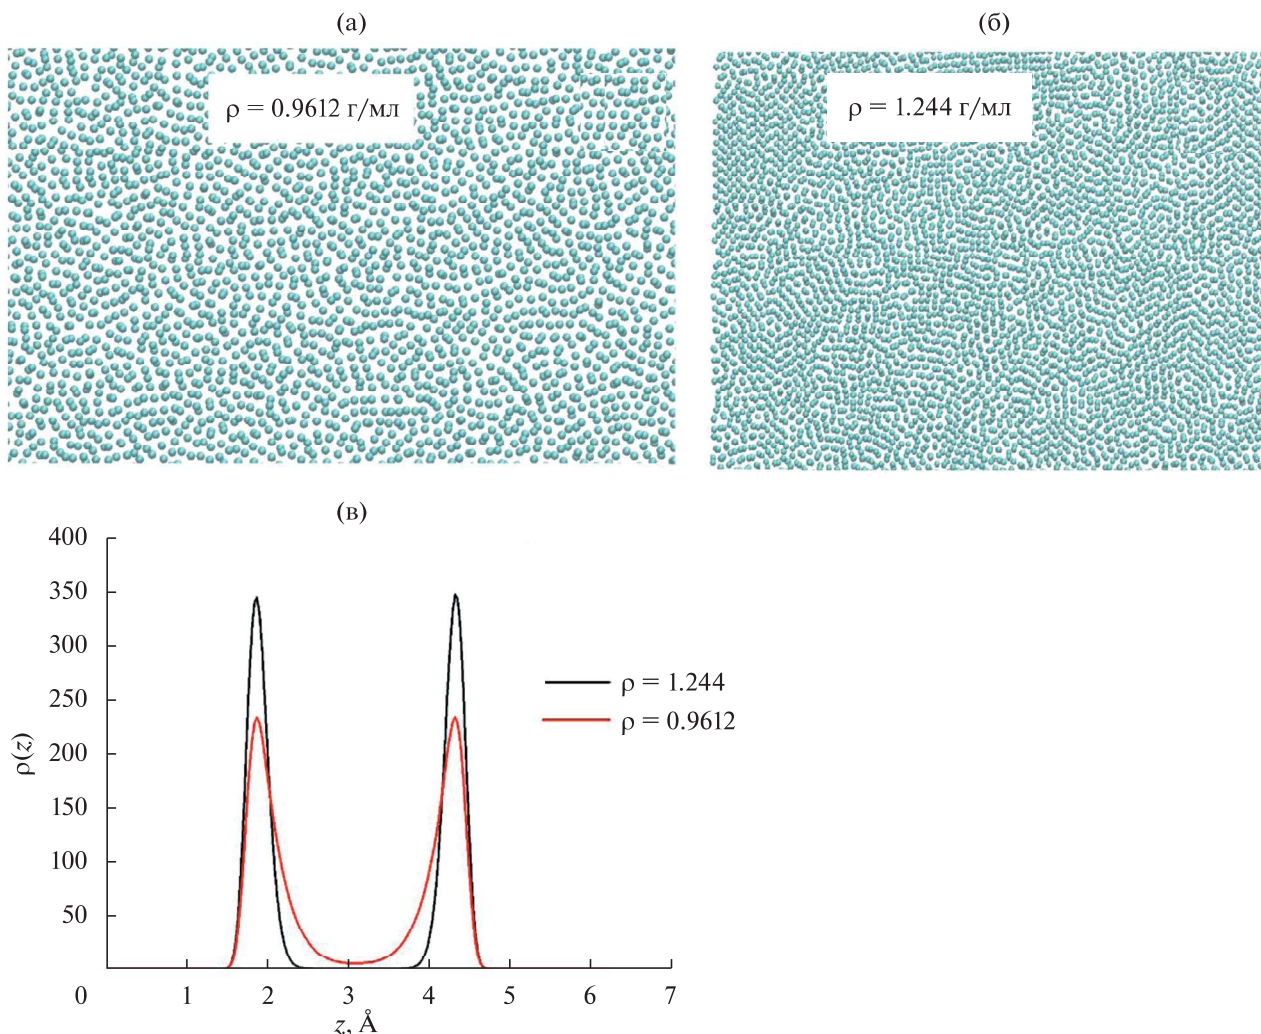 (а)
(б)
ρ = 0.9612 г/мл
ρ = 1.244 г/мл
(в)
400
350
300
250
200
150
100
50
0
ρ(z)
ρ = 1.244
ρ = 0.9612
1 2 3 4 5 6 7
z, Å